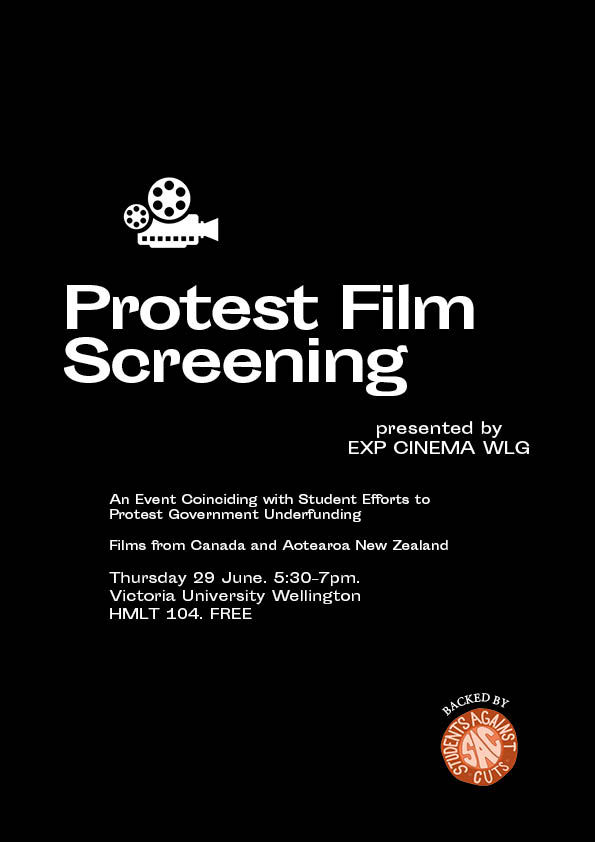 Protest Film
Screening
presented by
EXP CINEMA WLG
An Event Coinciding with Student Efforts to
Protest Government Underfunding
Films from Canada and Aotearoa New Zealand
Thursday 29 June. 5:30–7pm.
Victoria University Wellington
HMLT 104. FREE
BACKED BY
STUDENTS AGAINST
SAC
CUTS